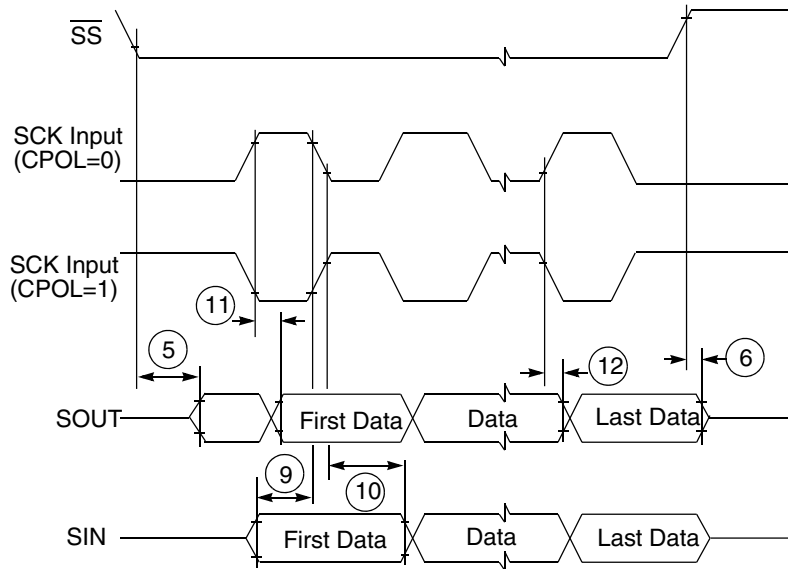 SS
SCK Input
(CPOL=0)
SCK Input
(CPOL=1)
11
5
12
6
SOUT
First Data
Data
Last Data
9
10
SIN
First Data
Data
Last Data